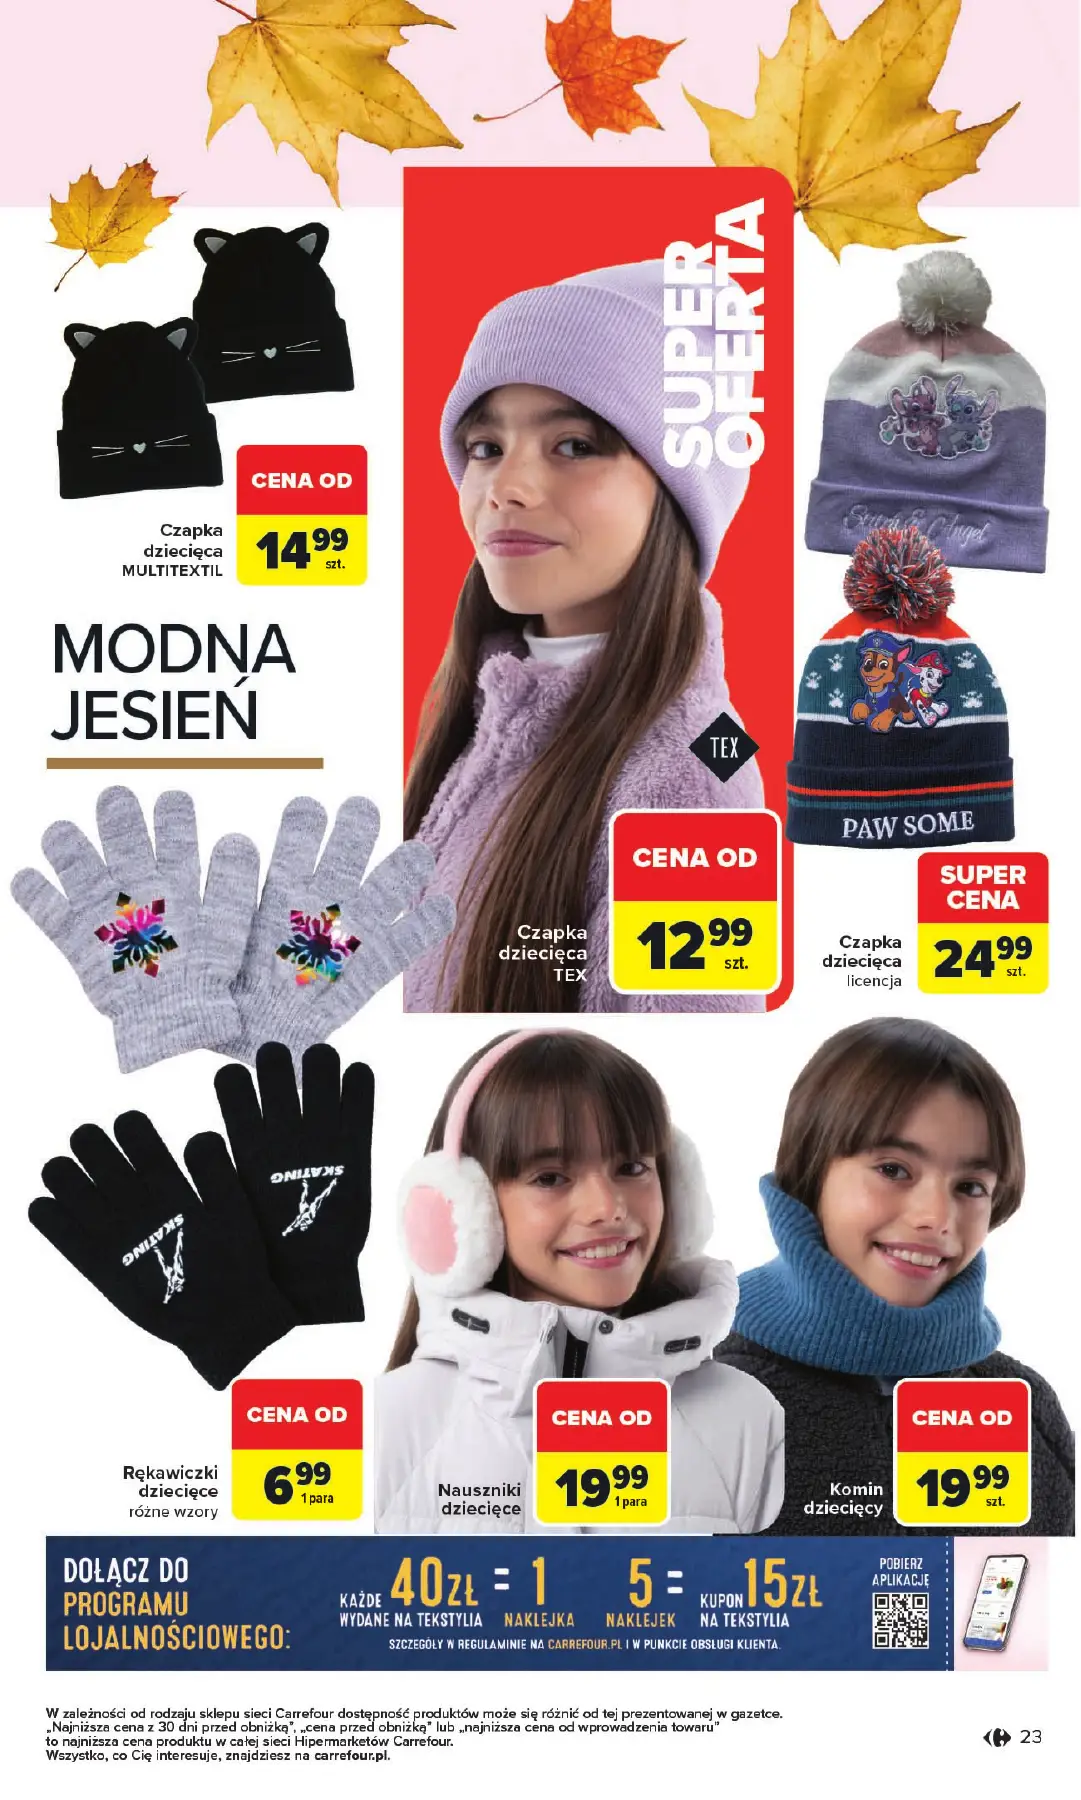 SUPER
OFERTA
CENA OD
14 99
szt.
Czapka
dziecięca
MULTITEXTIL
MODNA
JESIEŃ
Stitch & Angel
PAW SOME
TEX
CENA OD
12 99
szt.
Czapka
dziecięca
TEX
SUPER
CENA
24 99
szt.
Czapka
dziecięca
licencja
SKATING
SKATING
CENA OD
6 99
1 para
Rękawiczki
dziecięce
różne wzory
CENA OD
19 99
1 para
Nauszniki
dziecięce
CENA OD
19 99
szt.
Komin
dziecięcy
DOŁĄCZ DO
PROGRAMU
LOJALNOŚCIOWEGO:
KAŻDE 40ZŁ = 1 5 = KUPON 15ZŁ
WYDANE NA TEKSTYLIA NAKLEJKA NAKLEJEK NA TEKSTYLIA
SZCZEGÓŁY W REGULAMINIE NA CARREFOUR.PL I W PUNKCIE OBSŁUGI KLIENTA.
POBIERZ
APLIKACJĘ
W zależności od rodzaju sklepu sieci Carrefour dostępność produktów może się różnić od tej prezentowanej w gazetce.
„Najniższa cena z 30 dni przed obniżką”, „cena przed obniżką” lub „najniższa cena od wprowadzenia towaru”
to najniższa cena produktu w całej sieci Hipermarketów Carrefour.
Wszystko, co Cię interesuje, znajdziesz na carrefour.pl.
23